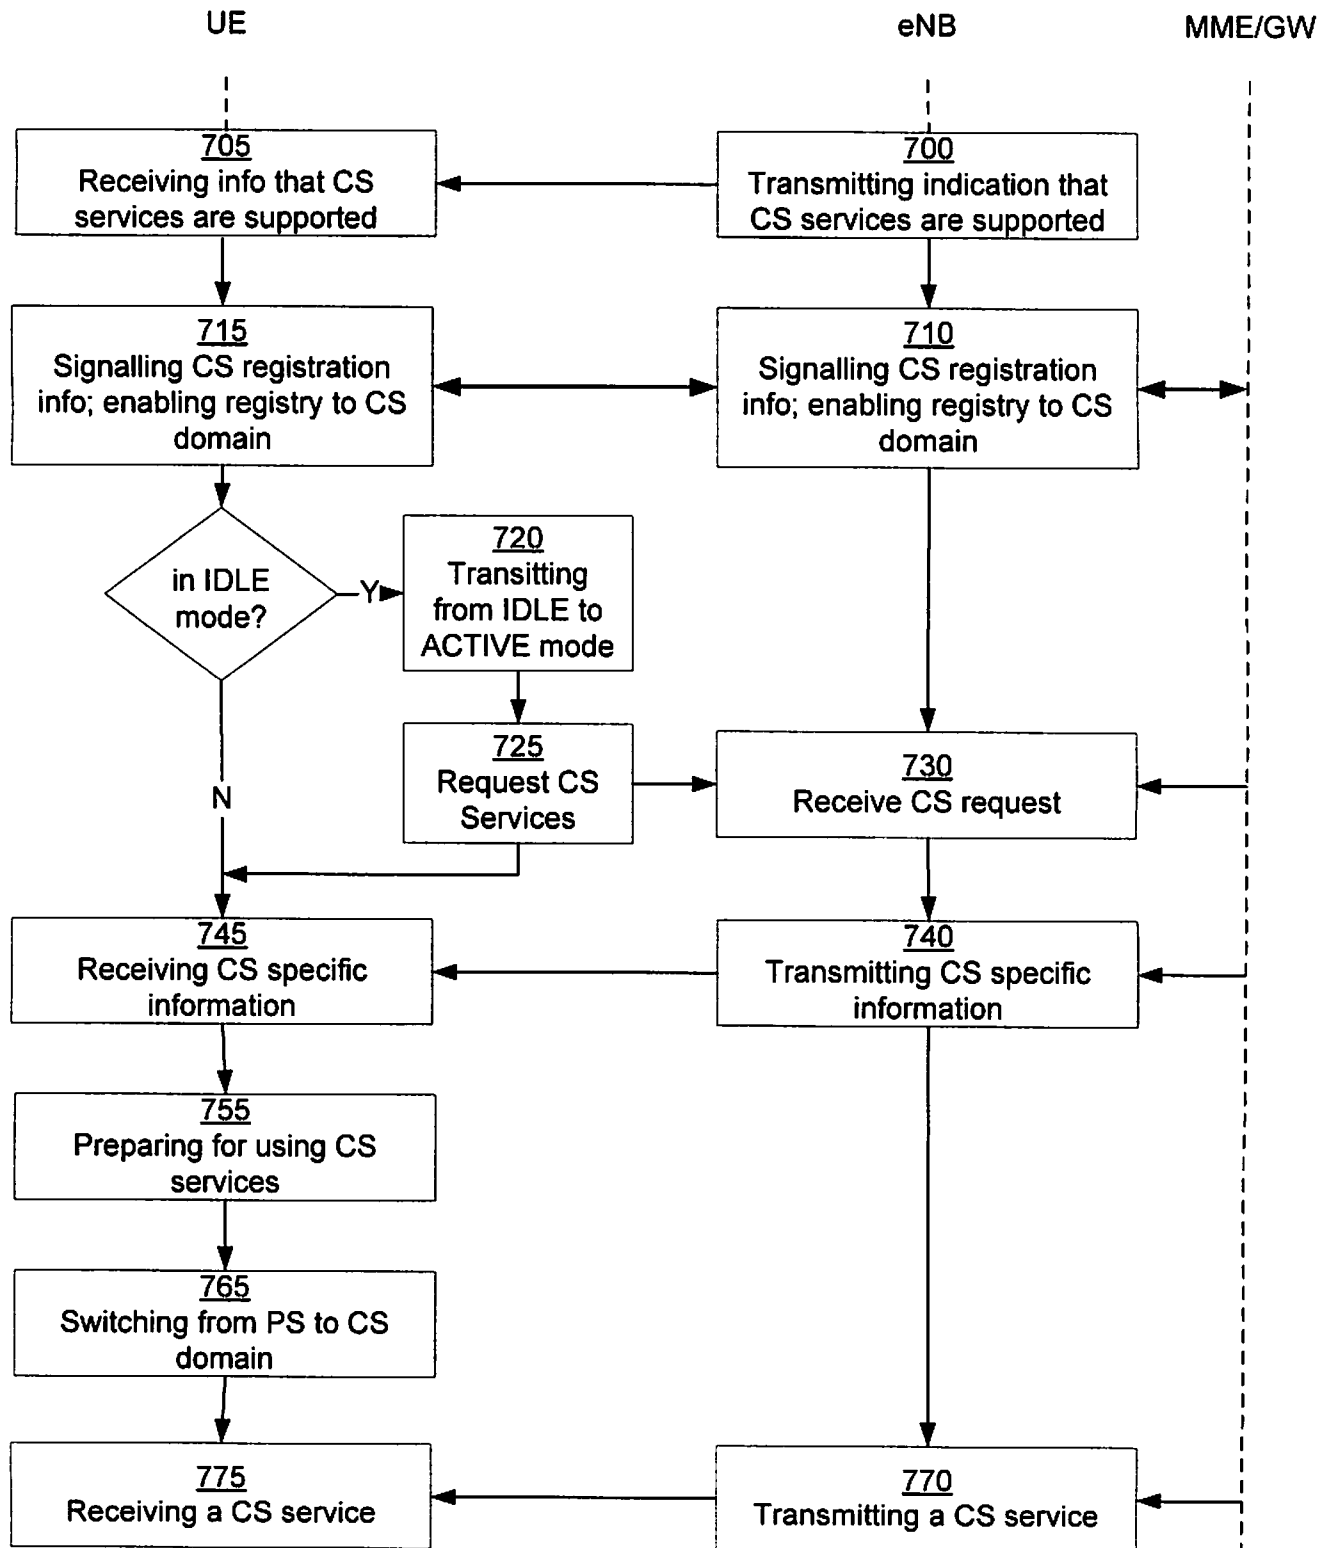 UE
eNB
MME/GW
705
Receiving info that CS
services are supported
700
Transmitting indication that
CS services are supported
715
Signalling CS registration
info; enabling registry to CS
domain
710
Signalling CS registration
info; enabling registry to CS
domain
in IDLE
mode?
Y
720
Transitting
from IDLE to
ACTIVE mode
N
725
Request CS
Services
730
Receive CS request
745
Receiving CS specific
information
740
Transmitting CS specific
information
755
Preparing for using CS
services
765
Switching from PS to CS
domain
775
Receiving a CS service
770
Transmitting a CS service